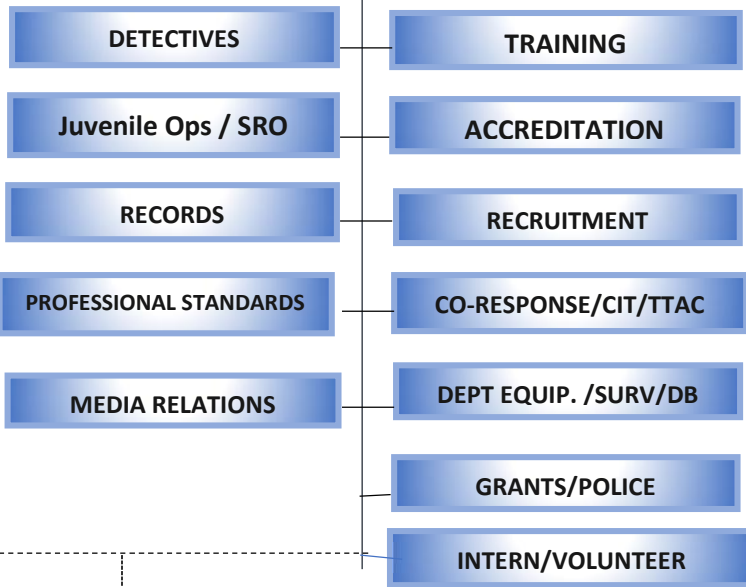 DETECTIVES
TRAINING
Juvenile Ops / SRO
ACCREDITATION
RECORDS
RECRUITMENT
PROFESSIONAL STANDARDS
CO-RESPONSE/CIT/TTAC
MEDIA RELATIONS
DEPT EQUIP. /SURV/DB
GRANTS/POLICE
INTERN/VOLUNTEER